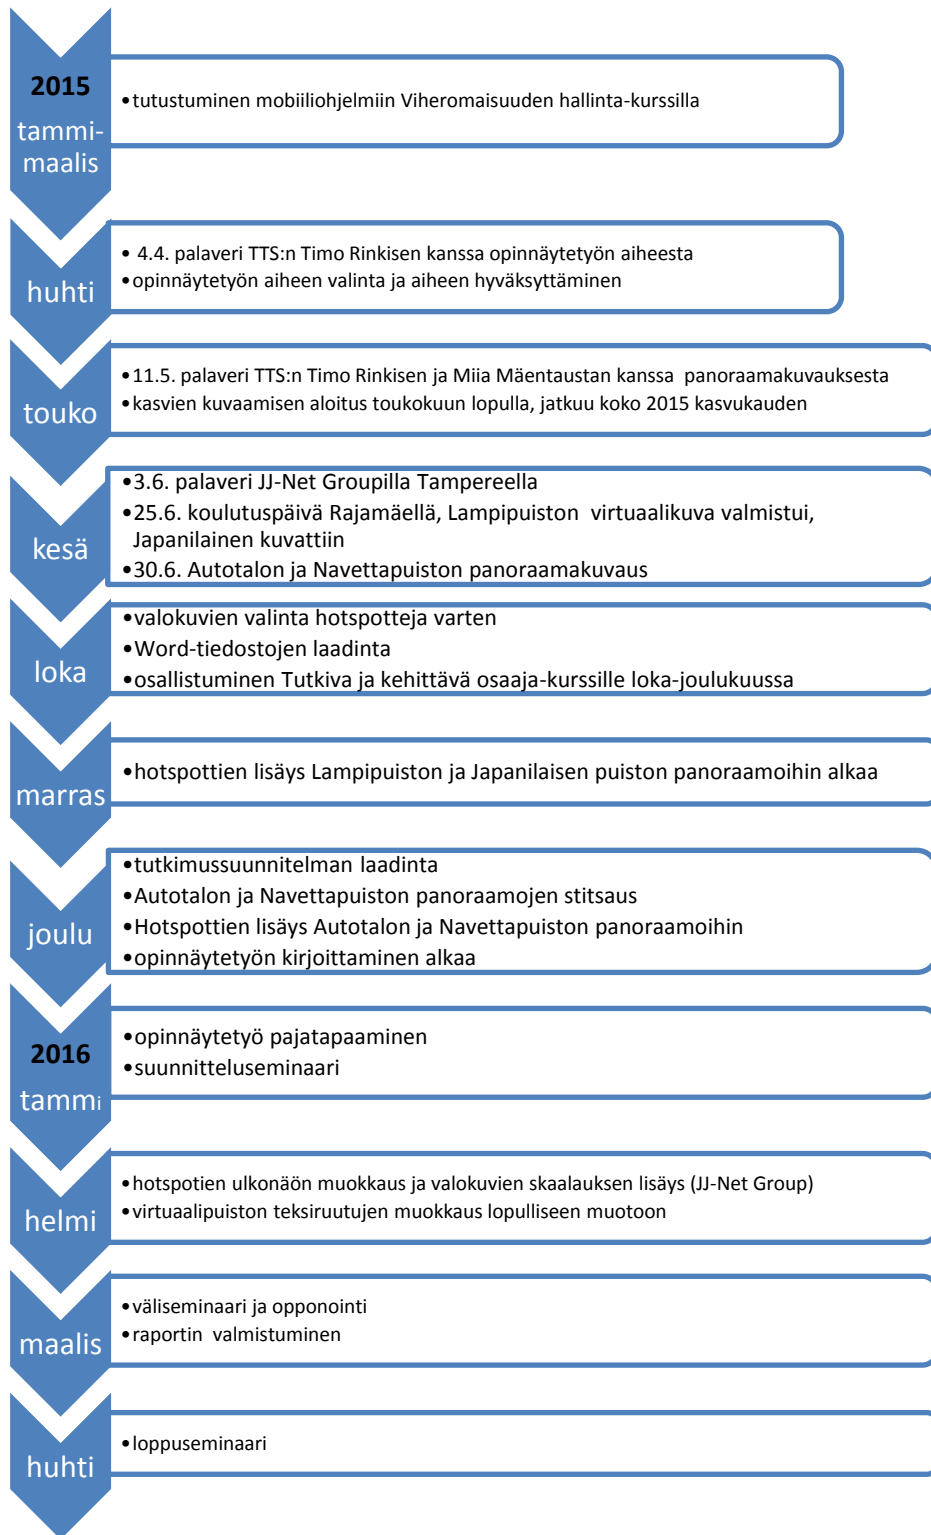 2015
tammi-
maalis
•tutustuminen mobiiliohjelmiin Viheromaisuuden hallinta-kurssilla
huhti
• 4.4. palaveri TTS:n Timo Rinkisen kanssa opinnäytetyön aiheesta
•opinnäytetyön aiheen valinta ja aiheen hyväksyttäminen
touko
•11.5. palaveri TTS:n Timo Rinkisen ja Miia Mäentaustan kanssa panoraamakuvauksesta
•kasvien kuvaamisen aloitus toukokuun lopulla, jatkuu koko 2015 kasvukauden
kesä
•3.6. palaveri JJ-Net Groupilla Tampereella
•25.6. koulutuspäivä Rajamäellä, Lampipuiston virtuaalikuva valmistui,
Japanilainen kuvattiin
•30.6. Autotalon ja Navettapuiston panoraamakuvaus
loka
•valokuvien valinta hotspotteja varten
•Word-tiedostojen laadinta
•osallistuminen Tutkiva ja kehittävä osaaja-kurssille loka-joulukuussa
marras
•hotspottien lisäys Lampipuiston ja Japanilaisen puiston panoraamoihin alkaa
joulu
•tutkimussuunnitelman laadinta
•Autotalon ja Navettapuiston panoraamojen stitsaus
•Hotspottien lisäys Autotalon ja Navettapuiston panoraamoihin
•opinnäytetyön kirjoittaminen alkaa
2016
tammi
•opinnäytetyö pajatapaaminen
•suunnitteluseminaari
helmi
•hotspotien ulkonäön muokkaus ja valokuvien skaalauksen lisäys (JJ-Net Group)
•virtuaalipuiston teksiruutujen muokkaus lopulliseen muotoon
maalis
•väliseminaari ja opponointi
•raportin valmistuminen
huhti
•loppuseminaari